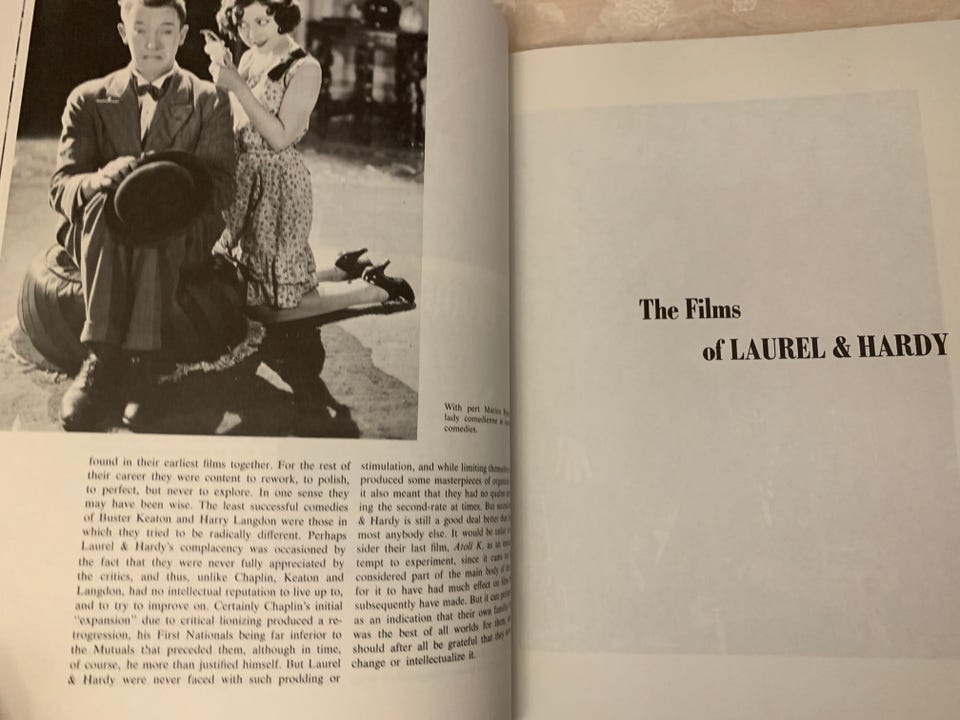 With pert Marion
lady comedienne
comedies.
found in their earliest films together. For the rest of
their career they were content to rework, to polish,
to perfect, but never to explore. In one sense they
may have been wise. The least successful comedies
of Buster Keaton and Harry Langdon were those in
which they tried to be radically different. Perhaps
Laurel & Hardy's complacency was occasioned by
the fact that they were never fully appreciated by
the critics, and thus, unlike Chaplin, Keaton and
Langdon, had no intellectual reputation to live up to,
and to try to improve on. Certainly Chaplin's initial
"expansion" due to critical lionizing produced a re-
trogression, his First Nationals being far inferior to
the Mutuals that preceded them, although in time,
of course, he more than justified himself. But Laurel
& Hardy were never faced with such prodding or
stimulation, and while limiting
produced some masterpieces of
it also meant that they had no
ing the second-rate at times. But
& Hardy is still a good deal better
most anybody else. It would be
sider their last film, Atoll K, as an
tempt to experiment, since it
considered part of the main body of
for it to have had much effect on
subsequently have made. But it can
as an indication that their own
was the best of all worlds for
should after all be grateful that they
change or intellectualize it.
The Films
of LAUREL & HARDY